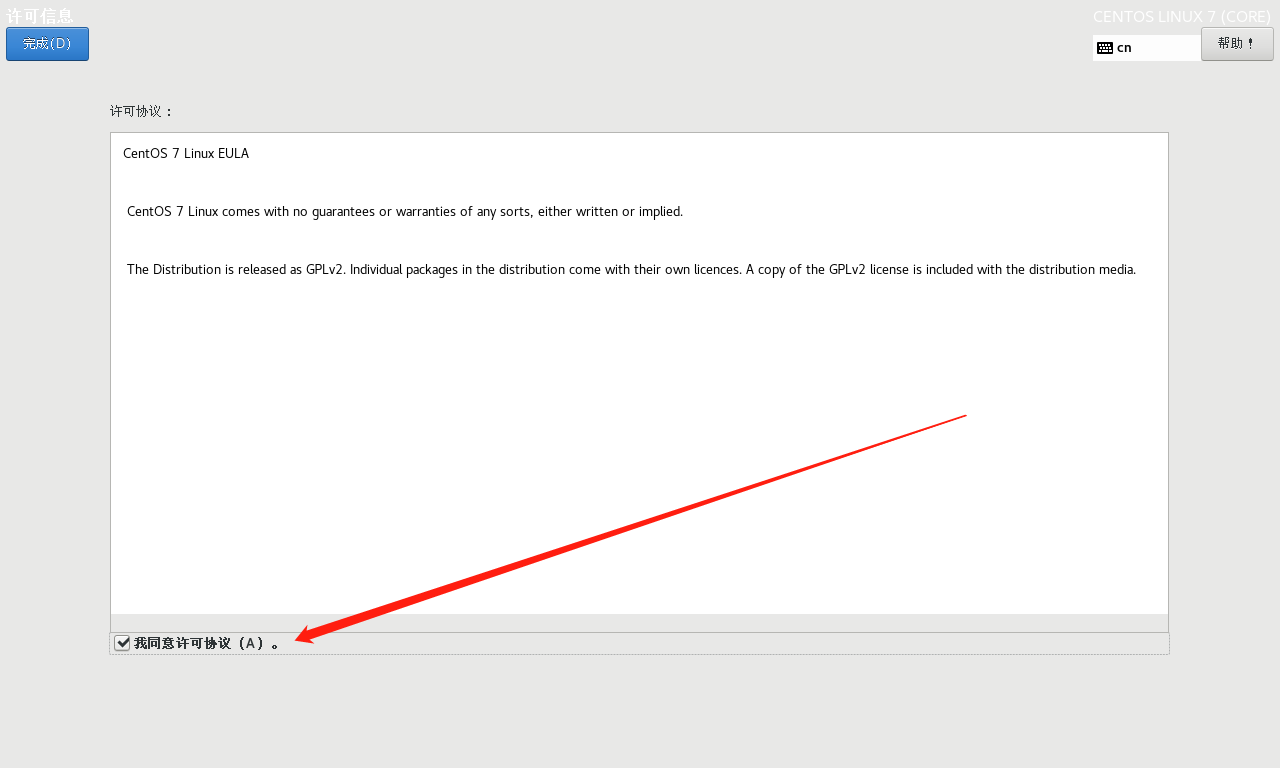 许可信息
CENTOS LINUX 7 (CORE)
完成(D)
cn
帮助！
许可协议：
CentOS 7 Linux EULA
CentOS 7 Linux comes with no guarantees or warranties of any sorts, either written or implied.
The Distribution is released as GPLv2. Individual packages in the distribution come with their own licences. A copy of the GPLv2 license is included with the distribution media.
我同意许可协议（A）。